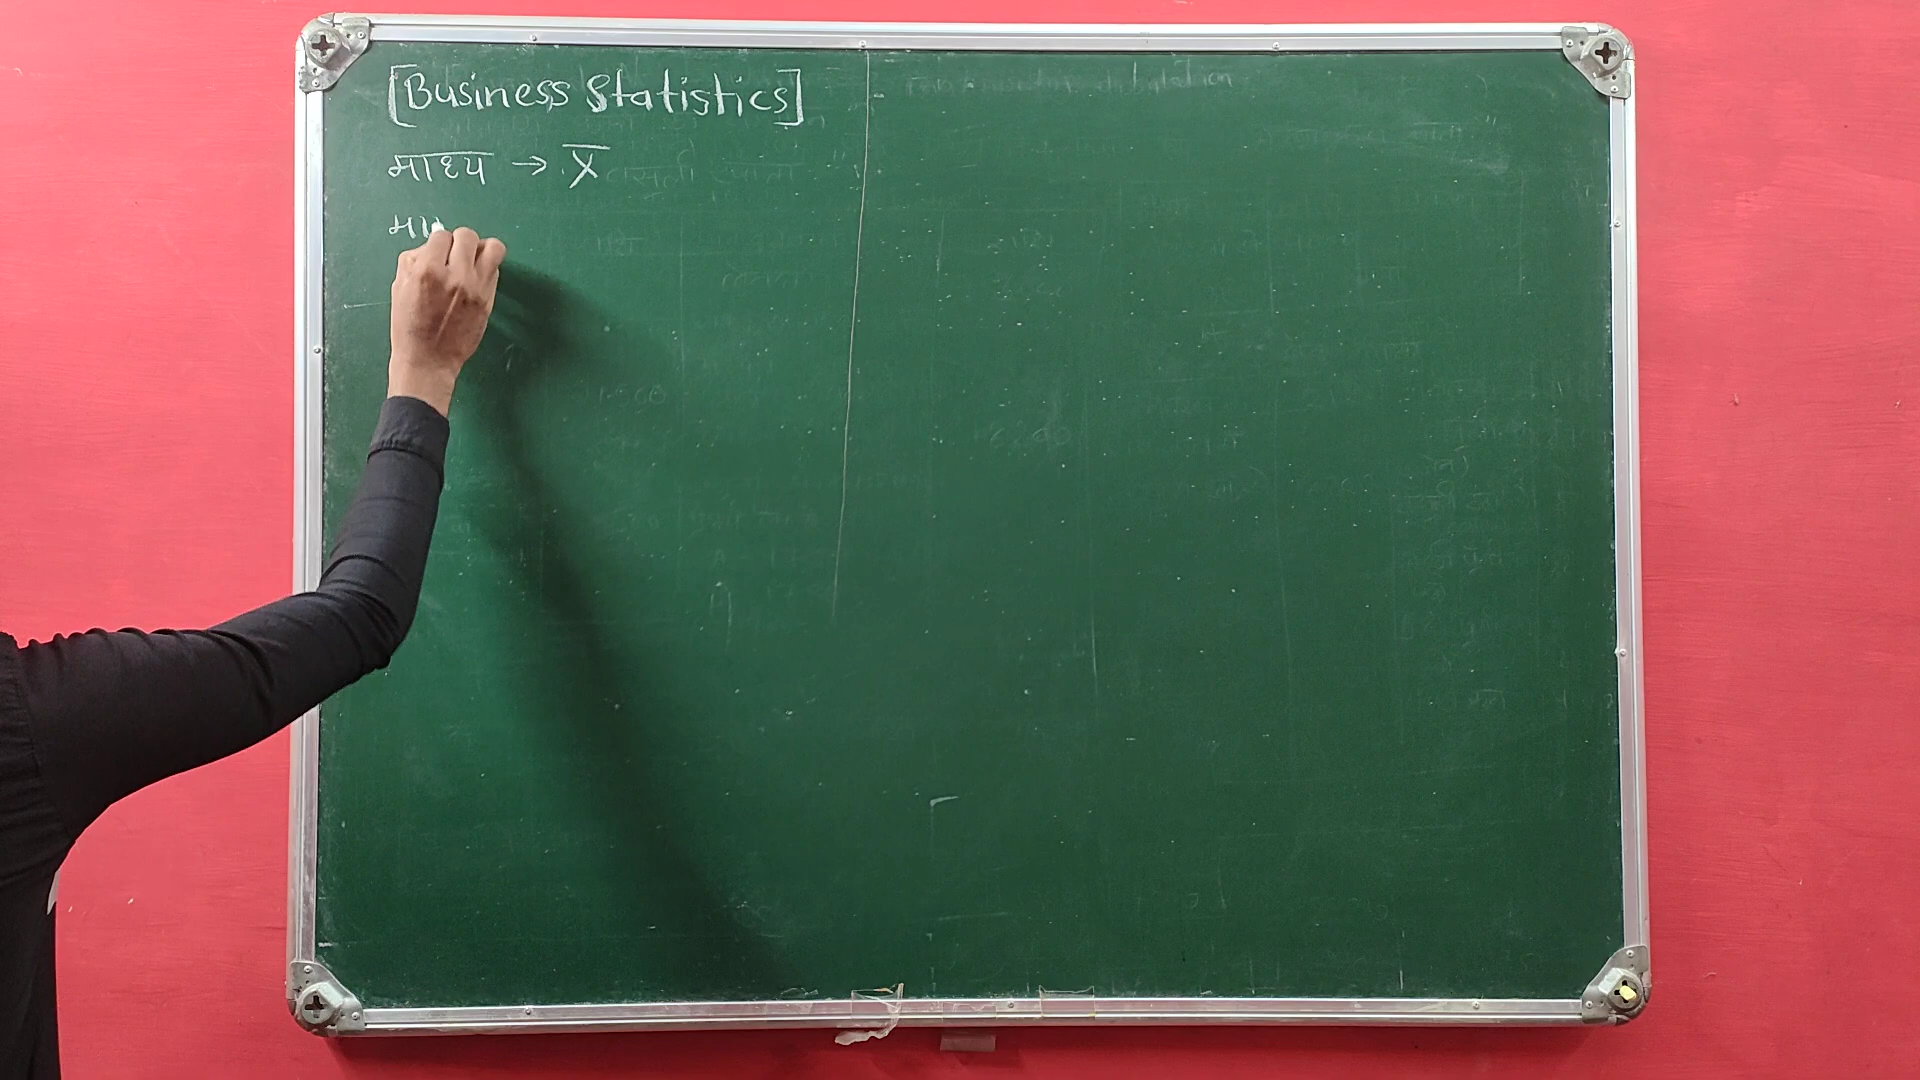 [Business Statistics]
माध्य → X̅
मा